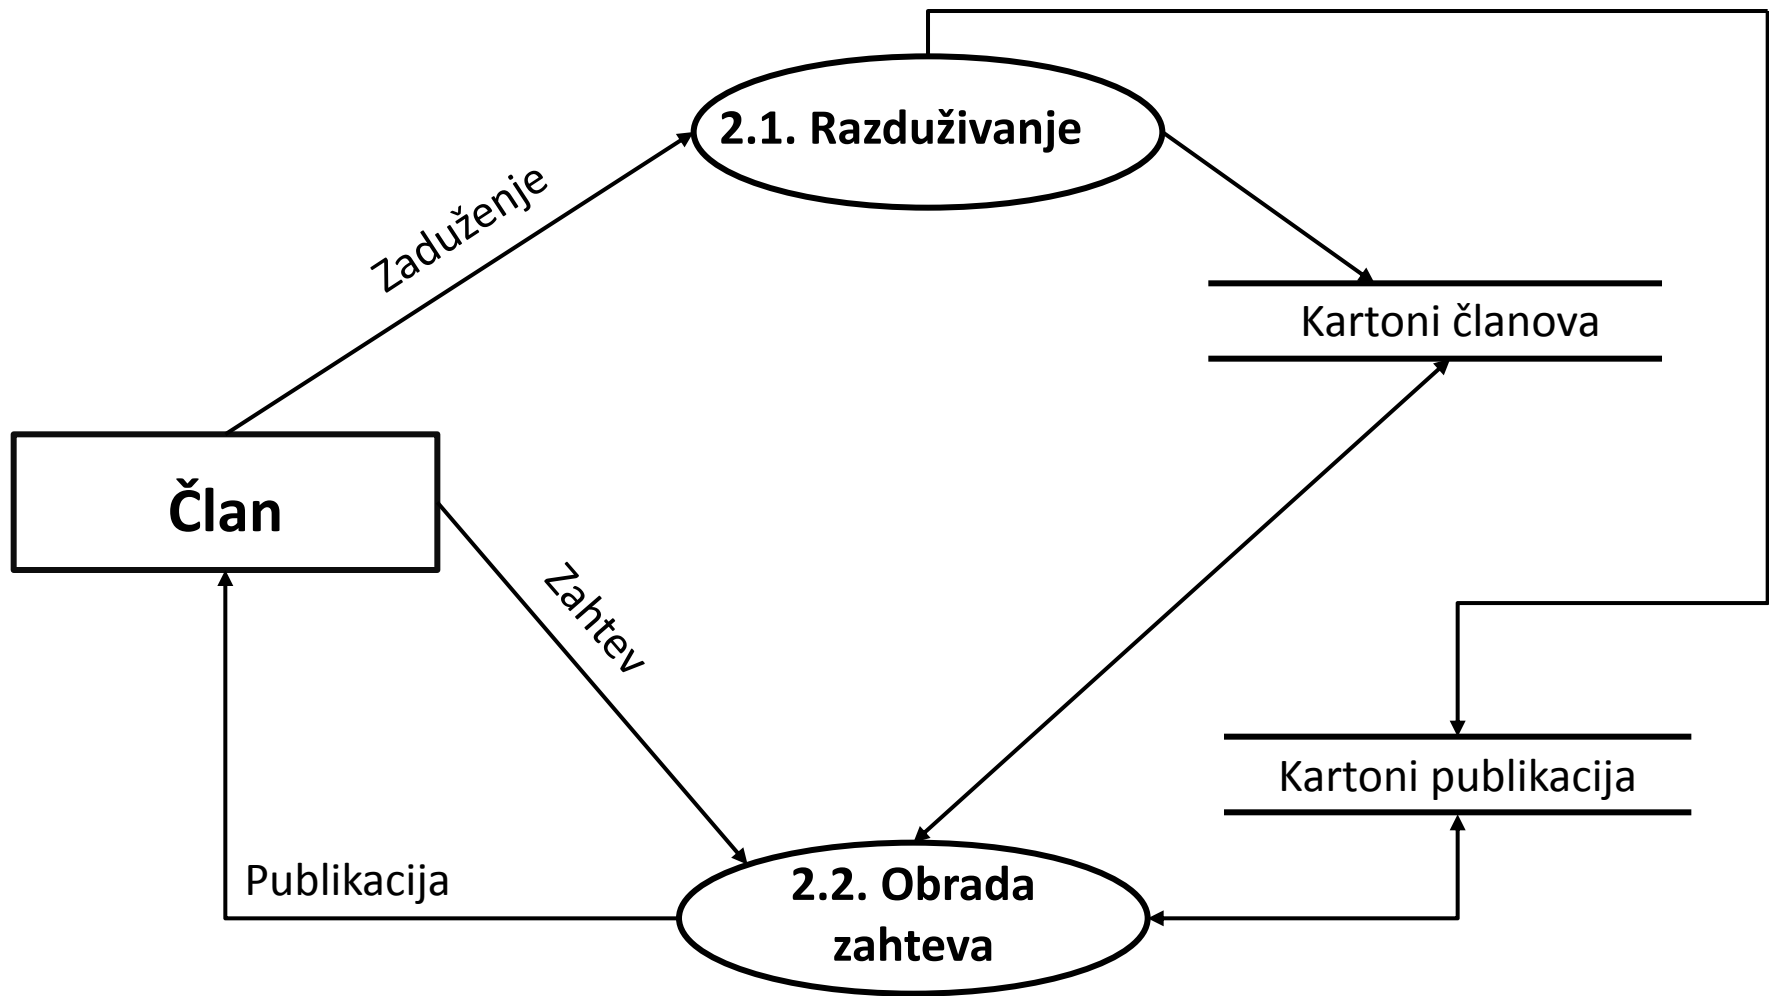 2.1. Razduživanje
Zaduženje
Kartoni članova
Član
Zahtev
Kartoni publikacija
Publikacija
2.2. Obrada
zahteva